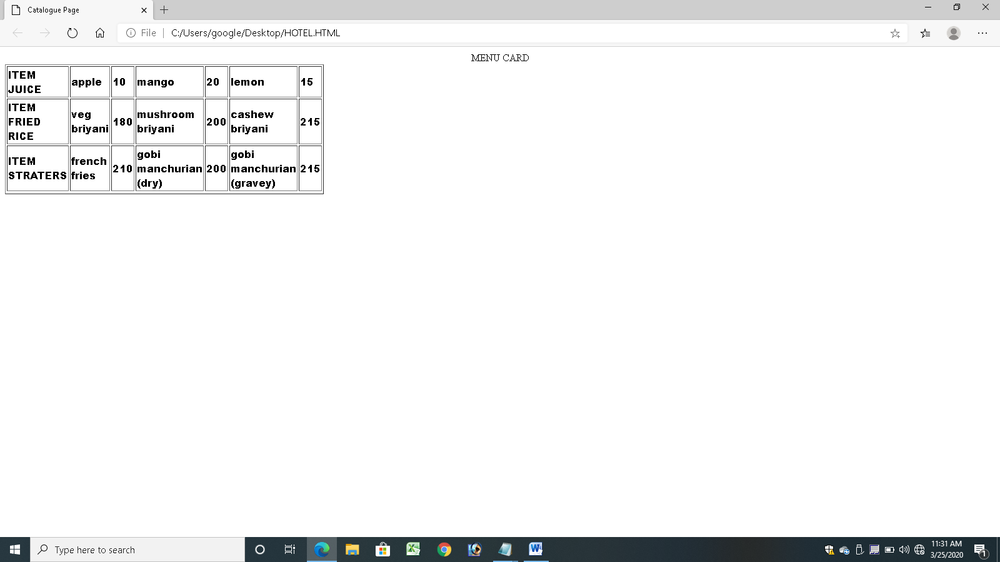 Catalogue Page
File
C:/Users/google/Desktop/HOTEL.HTML
MENU CARD
ITEM JUICE apple 10 mango 20 lemon 15
ITEM FRIED RICE veg briyani 180 mushroom briyani 200 cashew briyani 215
ITEM STRATERS french fries 210 gobi manchurian (dry) 200 gobi manchurian (gravey) 215
Type here to search
11:31 AM
3/25/2020
1